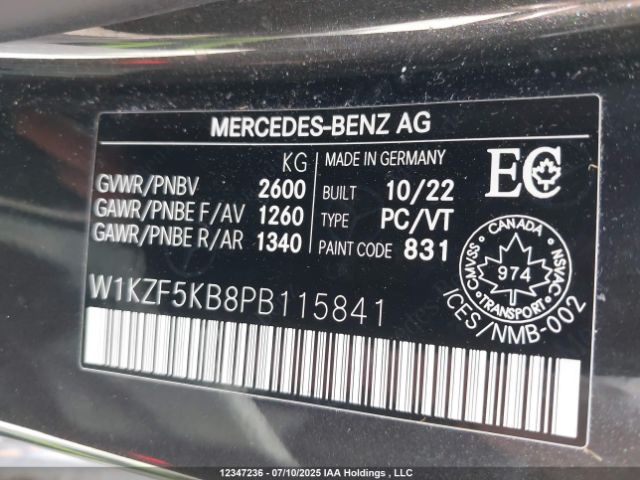 MERCEDES-BENZ AG
KG MADE IN GERMANY
GVWR/PNBV 2600 BUILT 10/22
GAWR/PNBE F/AV 1260 TYPE PC/VT
GAWR/PNBE R/AR 1340 PAINT CODE 831
EC
CANADA
CMVSS 974 NSVAC
TRANSPORT
ICES/NMB-002
W1KZF5KB8PB115841
12347236 - 07/10/2025 IAA Holdings , LLC